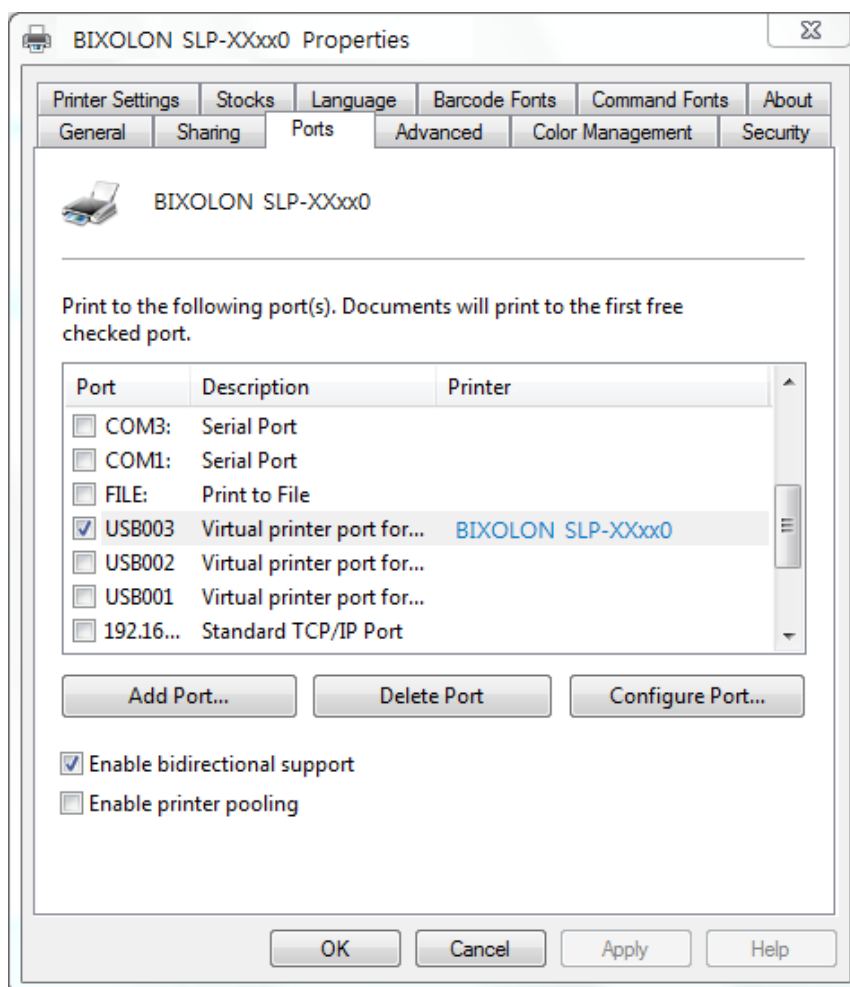 BIXOLON SLP-XXxx0 Properties
Printer Settings Stocks Language Barcode Fonts Command Fonts About
General Sharing Ports Advanced Color Management Security
BIXOLON SLP-XXxx0
Print to the following port(s). Documents will print to the first free
checked port.
Port Description Printer
COM3: Serial Port
COM1: Serial Port
FILE: Print to File
USB003 Virtual printer port for... BIXOLON SLP-XXxx0
USB002 Virtual printer port for...
USB001 Virtual printer port for...
192.16... Standard TCP/IP Port
Add Port... Delete Port Configure Port...
Enable bidirectional support
Enable printer pooling
OK Cancel Apply Help